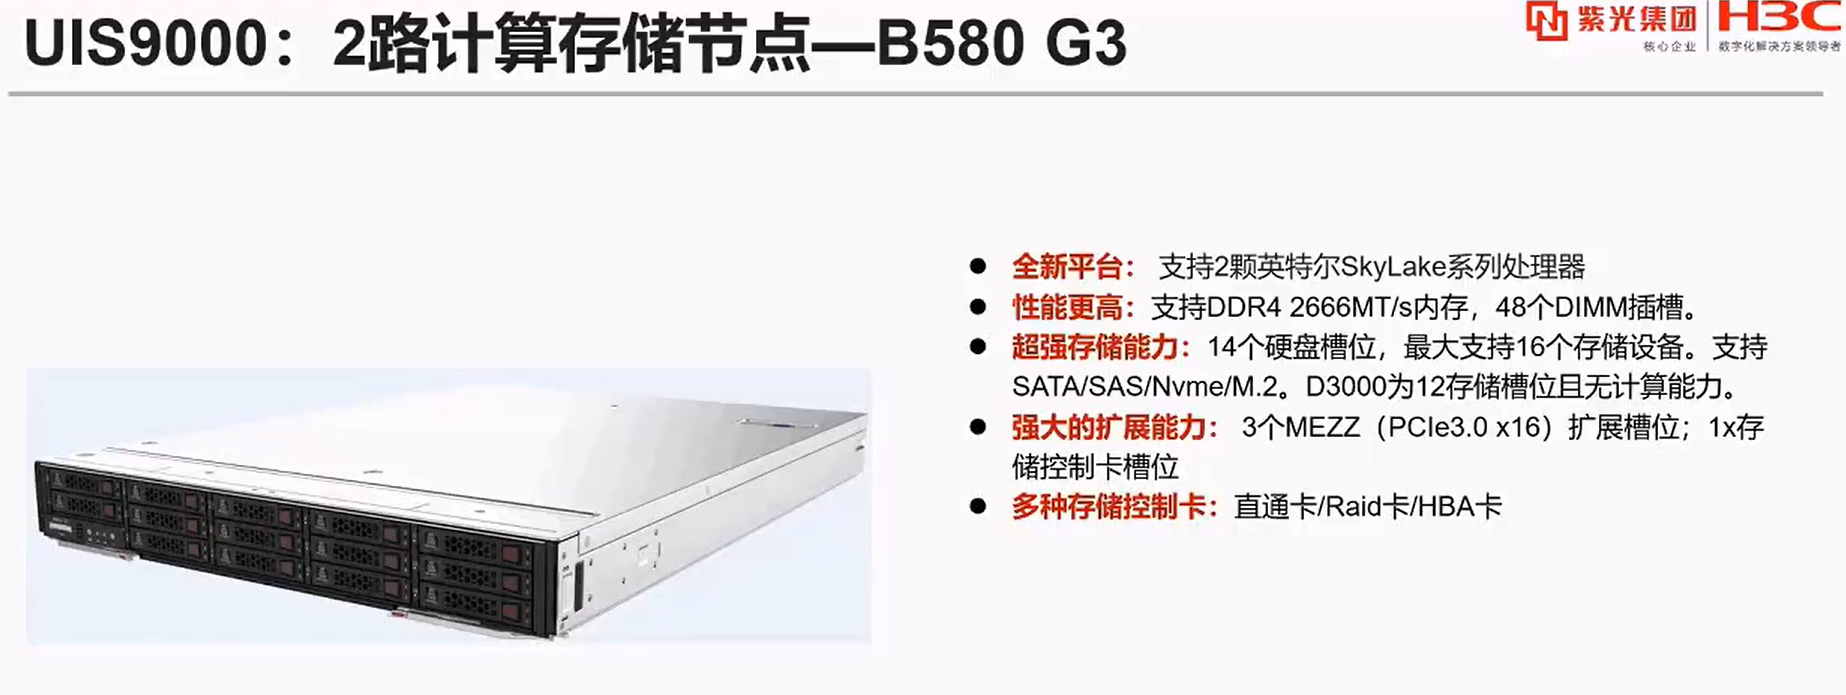 UIS9000：2路计算存储节点—B580 G3
紫光集团
核心企业
H3C
数字化解决方案领导者
● 全新平台： 支持2颗英特尔SkyLake系列处理器
● 性能更高：支持DDR4 2666MT/s内存，48个DIMM插槽。
● 超强存储能力：14个硬盘槽位，最大支持16个存储设备。支持
SATA/SAS/Nvme/M.2。D3000为12存储槽位且无计算能力。
● 强大的扩展能力： 3个MEZZ（PCIe3.0 x16）扩展槽位；1x存
储控制卡槽位
● 多种存储控制卡：直通卡/Raid卡/HBA卡